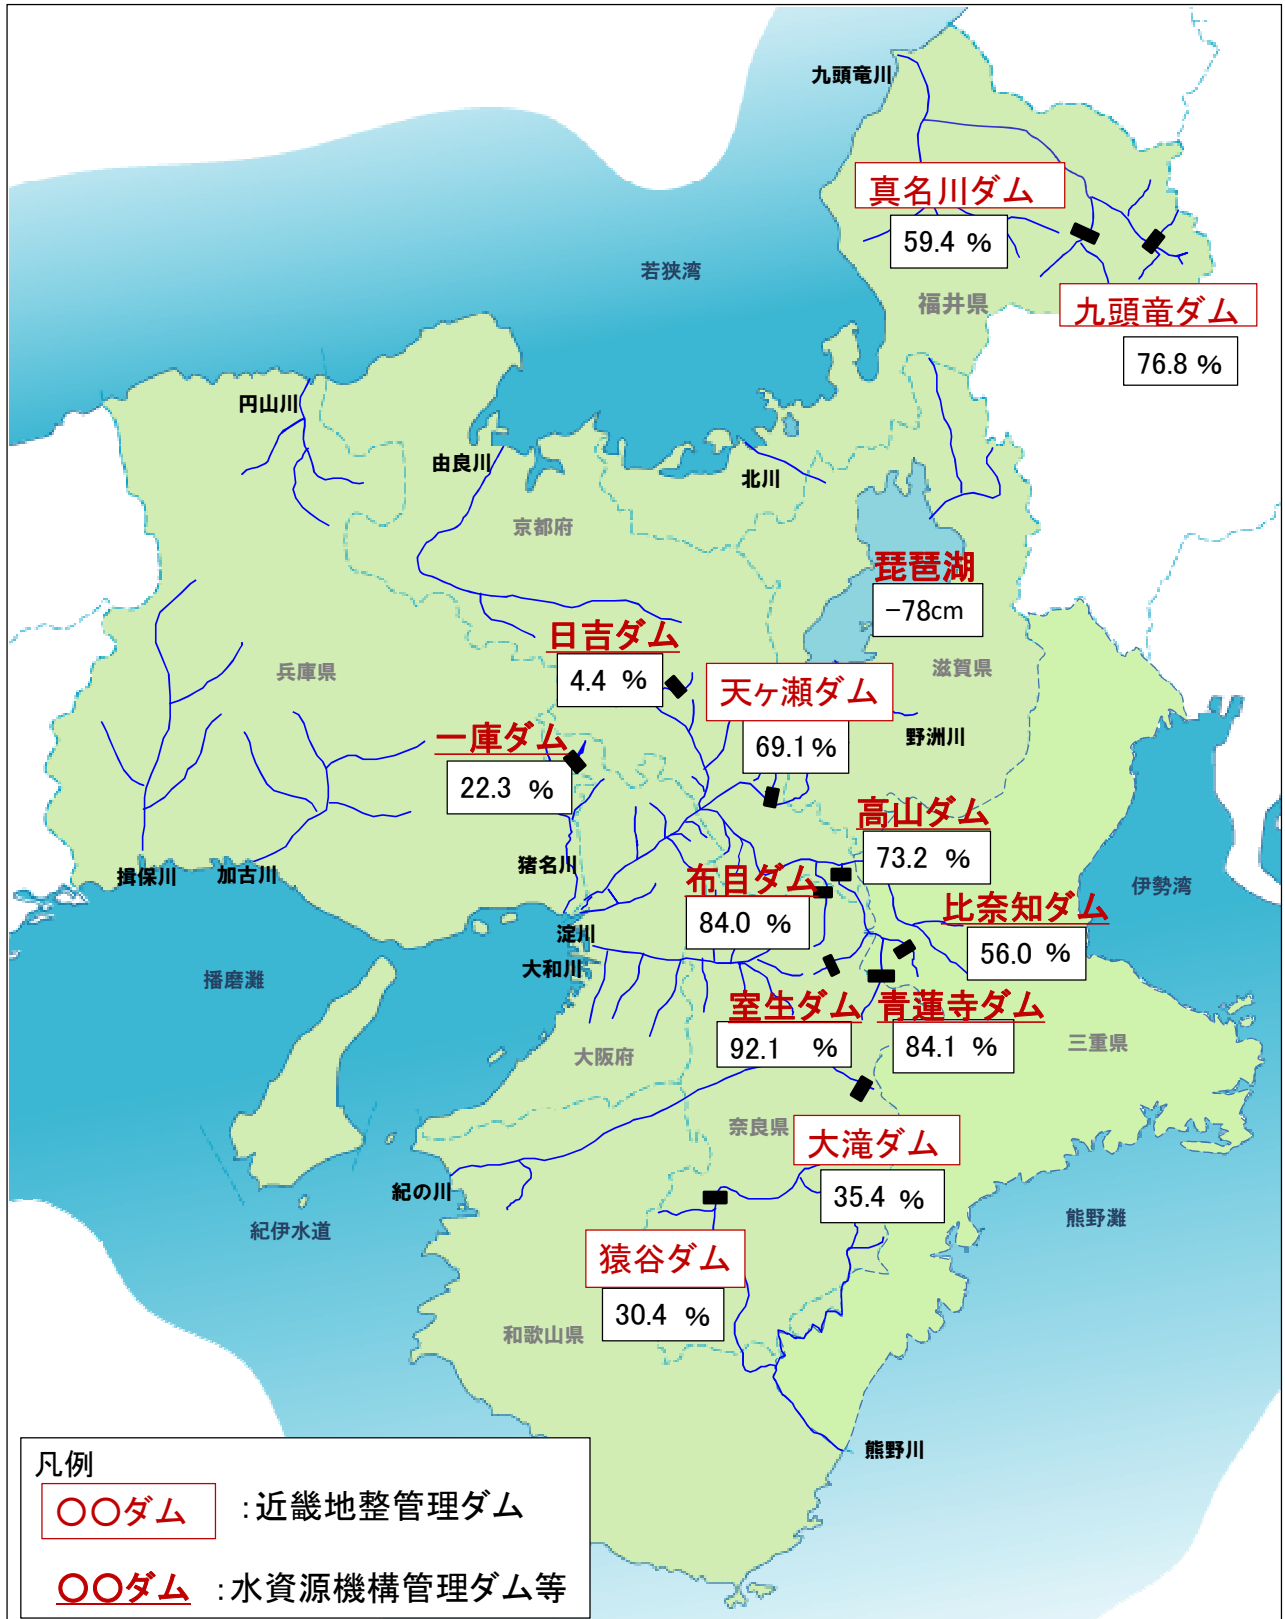 九頭竜川
真名川ダム
59.4 %
若狭湾
福井県
九頭竜ダム
76.8 %
円山川
由良川
北川
京都府
琵琶湖
-78cm
日吉ダム
4.4 %
兵庫県
滋賀県
天ヶ瀬ダム
69.1%
野洲川
一庫ダム
22.3 %
高山ダム
73.2 %
猪名川
揖保川
加古川
布目ダム
84.0 %
伊勢湾
比奈知ダム
56.0 %
淀川
大和川
播磨灘
室生ダム
92.1 %
青蓮寺ダム
84.1 %
三重県
大阪府
奈良県
大滝ダム
35.4 %
紀の川
紀伊水道
熊野灘
猿谷ダム
30.4 %
和歌山県
熊野川
凡例
〇〇ダム :近畿地整管理ダム
〇〇ダム :水資源機構管理ダム等